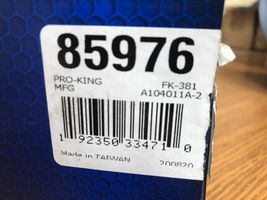 85976
PRO-KING FK-381
MFG A104011A-2
1 92350 33471 0
Made in TAIWAN 200820